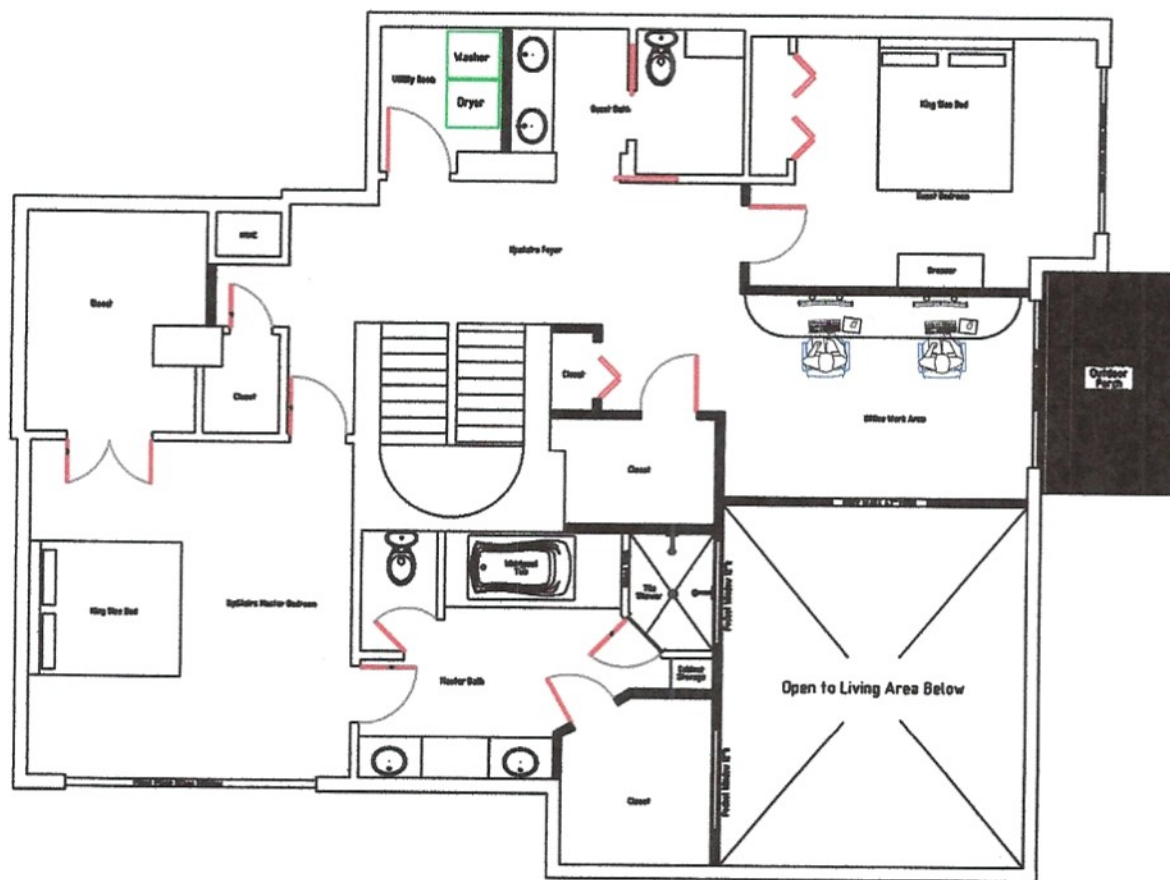 Washer
Utility Room
Dryer
Guest Bath
King Size Bed
Guest Bedroom
HVAC
Upstairs Foyer
Dresser
Closet
Closet
Closet
Outdoor
Porch
Office Work Area
Closet
Whirlpool
Tub
Tile
Shower
King Size Bed
UpStairs Master Bedroom
Master Bath
Cabinet
Storage
Open to Living Area Below
Closet